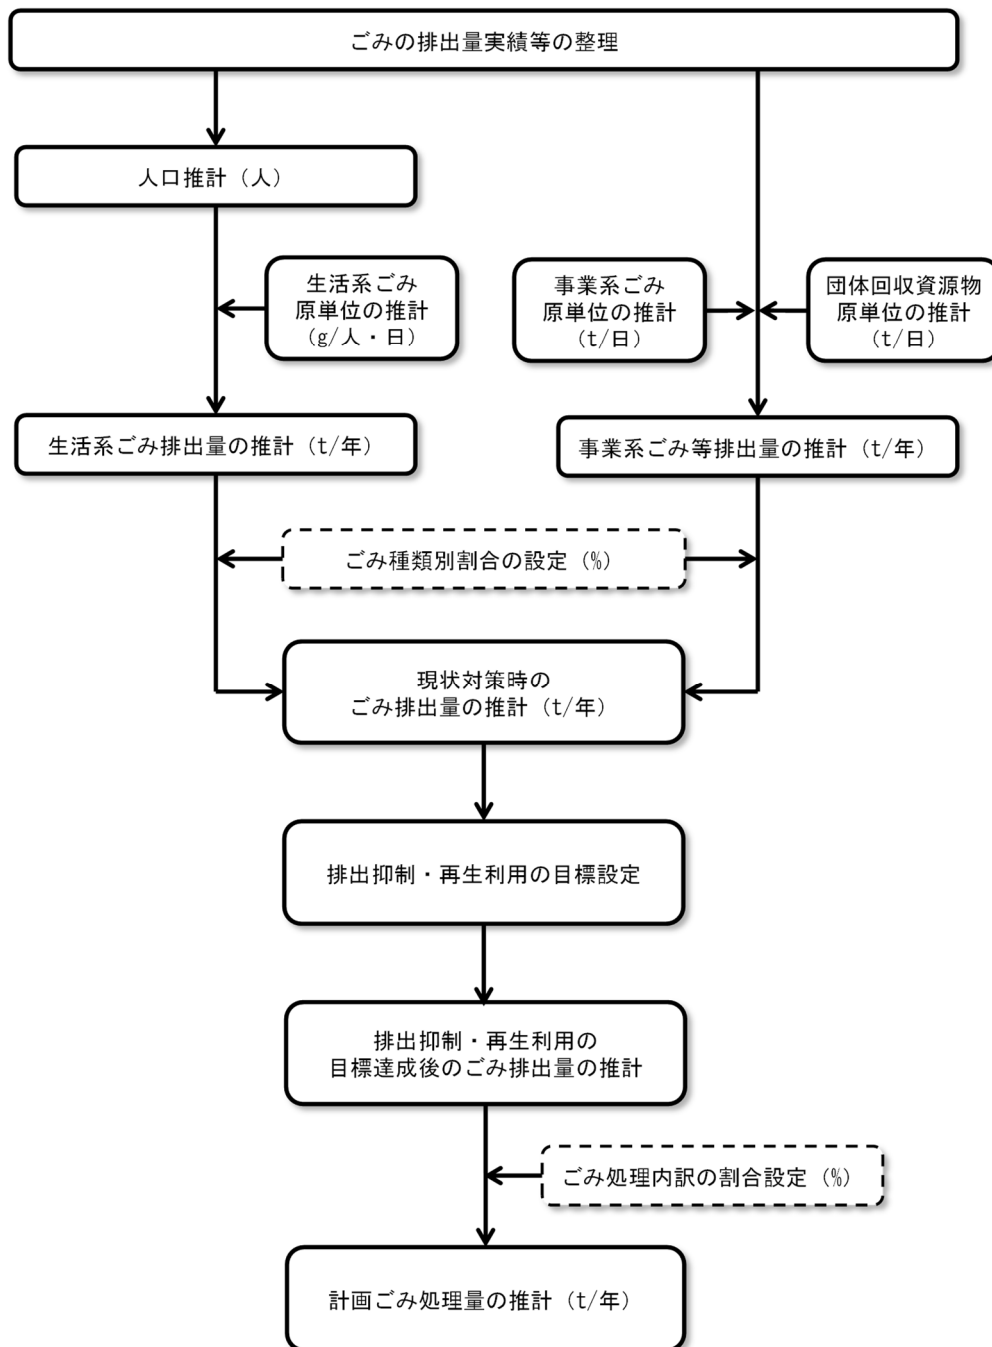 ごみの排出量実績等の整理
人口推計（人）
生活系ごみ
原単位の推計
（g/人・日）
事業系ごみ
原単位の推計
（t/日）
団体回収資源物
原単位の推計
（t/日）
生活系ごみ排出量の推計（t/年）
事業系ごみ等排出量の推計（t/年）
ごみ種類別割合の設定（%）
現状対策時の
ごみ排出量の推計（t/年）
排出抑制・再生利用の目標設定
排出抑制・再生利用の
目標達成後のごみ排出量の推計
ごみ処理内訳の割合設定（%）
計画ごみ処理量の推計（t/年）